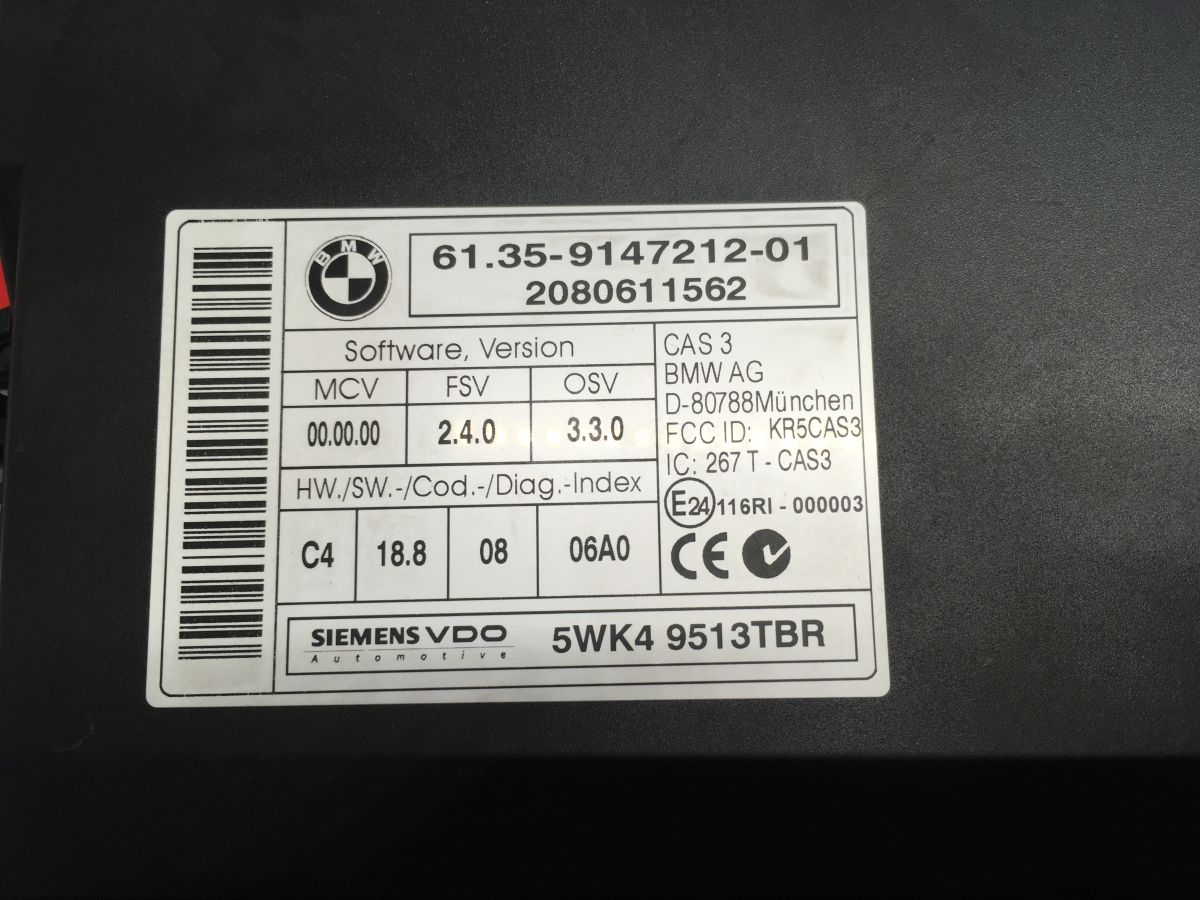 BMW
61.35-9147212-01
2080611562
Software, Version
MCV FSV OSV
00.00.00 2.4.0 3.3.0
HW./SW.-/Cod.-/Diag.-Index
C4 18.8 08 06A0
CAS 3
BMW AG
D-80788München
FCC ID: KR5CAS3
IC: 267 T - CAS3
E24 116RI - 000003
CE
SIEMENS VDO
Automotive
5WK4 9513TBR